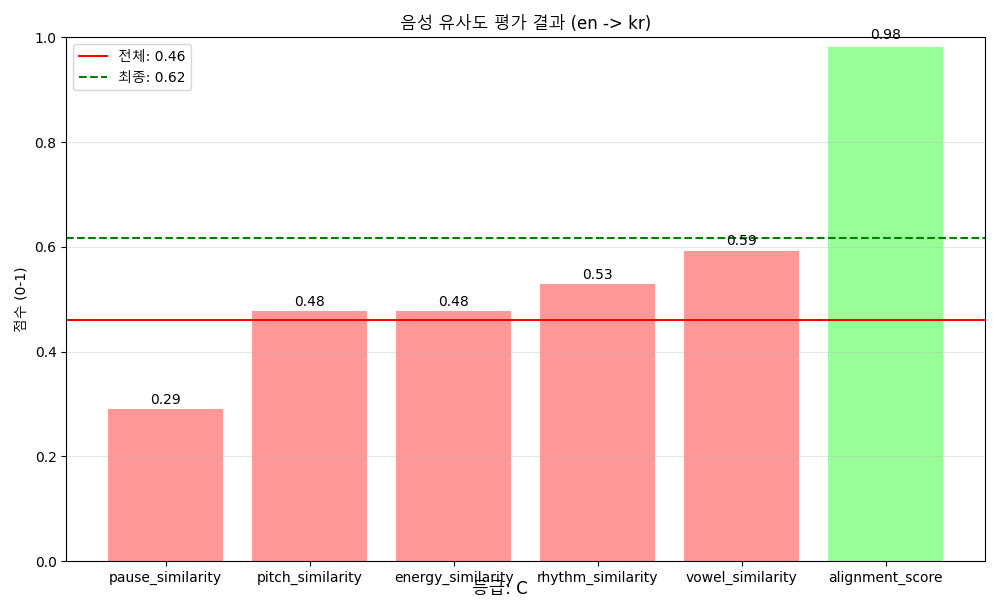 음성 유사도 평가 결과 (en -> kr)
전체: 0.46
최종: 0.62
점수 (0-1)
1.0
0.8
0.6
0.4
0.2
0.0
0.29
0.48
0.48
0.53
0.59
0.98
pause_similarity
pitch_similarity
energy_similarity
rhythm_similarity
vowel_similarity
alignment_score
등급: C